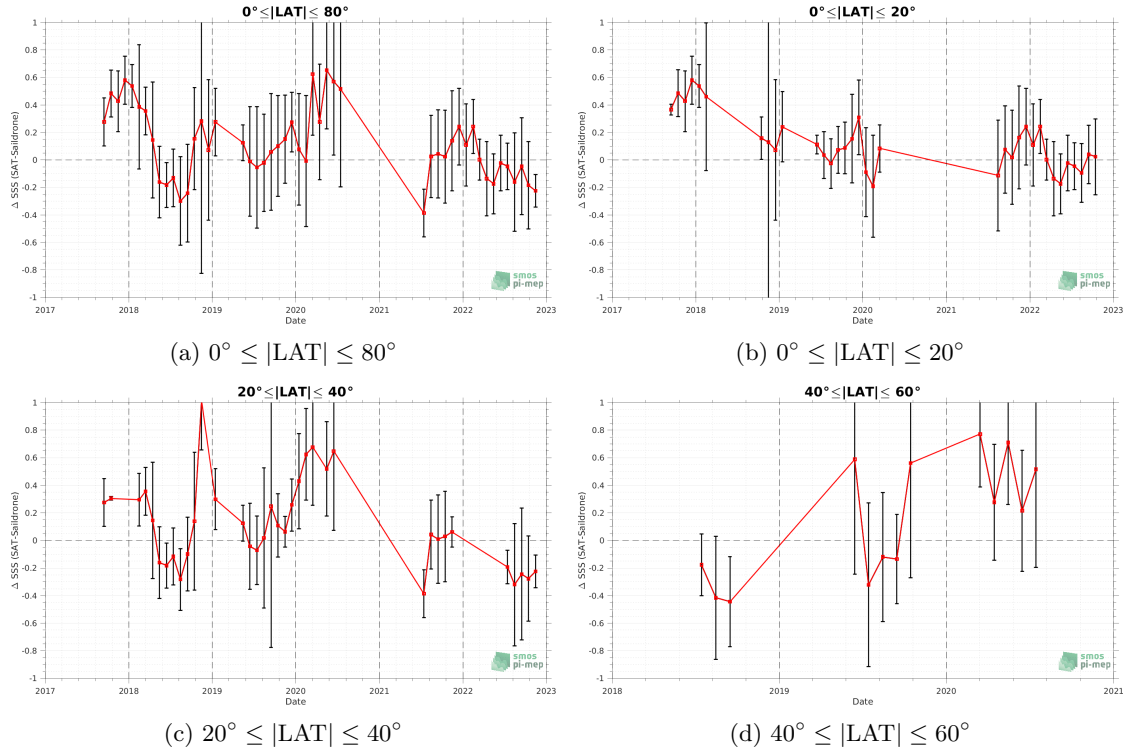 0°≤|LAT|≤ 80°
1
0.8
0.6
0.4
0.2
0
-0.2
-0.4
-0.6
-0.8
-1
Δ SSS (SAT-Saildrone)
2017 2018 2019 2020 2021 2022 2023
Date
smos
pi-mep
(a) 0° ≤ |LAT| ≤ 80°
0°≤|LAT|≤ 20°
1
0.8
0.6
0.4
0.2
0
-0.2
-0.4
-0.6
-0.8
-1
Δ SSS (SAT-Saildrone)
2017 2018 2019 2020 2021 2022 2023
Date
smos
pi-mep
(b) 0° ≤ |LAT| ≤ 20°
20°≤|LAT|≤ 40°
1
0.8
0.6
0.4
0.2
0
-0.2
-0.4
-0.6
-0.8
-1
Δ SSS (SAT-Saildrone)
2017 2018 2019 2020 2021 2022 2023
Date
smos
pi-mep
(c) 20° ≤ |LAT| ≤ 40°
40°≤|LAT|≤ 60°
1
0.8
0.6
0.4
0.2
0
-0.2
-0.4
-0.6
-0.8
-1
Δ SSS (SAT-Saildrone)
2018 2019 2020 2021
Date
smos
pi-mep
(d) 40° ≤ |LAT| ≤ 60°